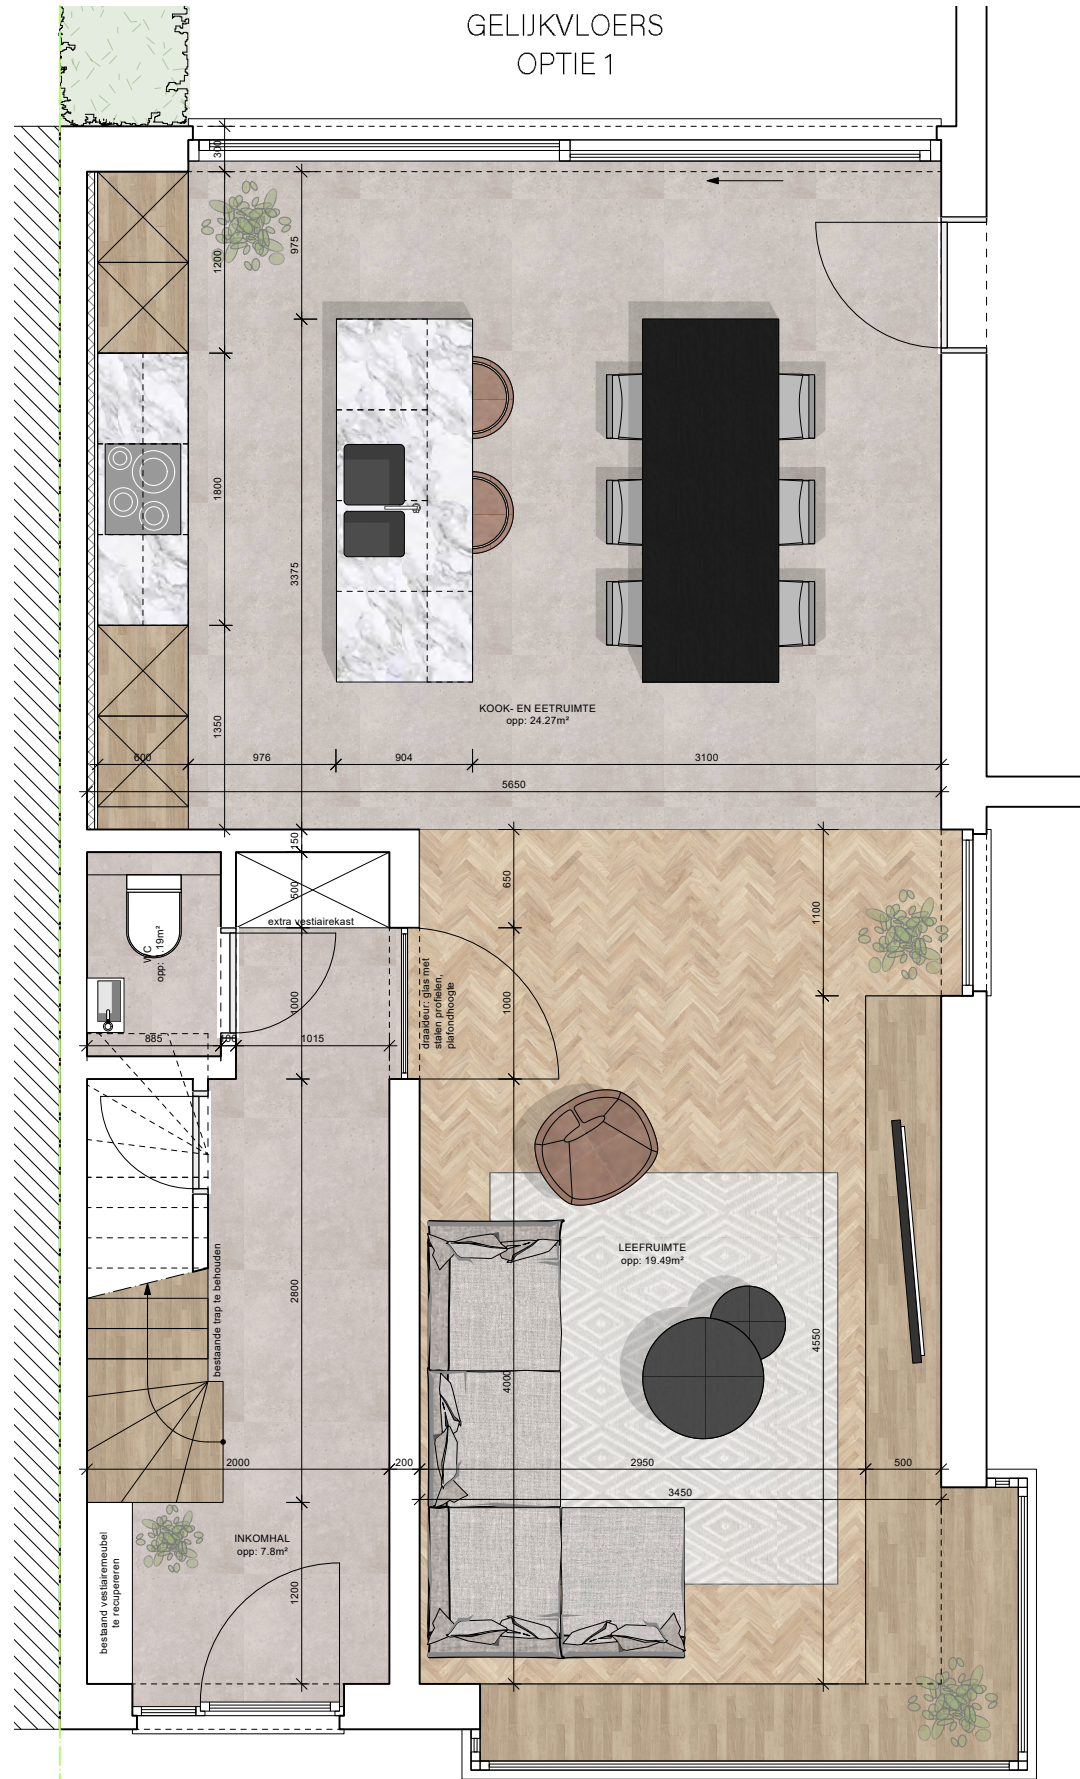 GELIJKVLOERS
OPTIE 1
300
975
1200
1800
3375
1350
KOOK- EN EETRUIMTE
opp: 24.27m²
600
976
904
3100
5650
150
500
extra vestiairekast
650
1100
opp:
.19m²
draaideur: glas met
stalen profielen,
plafondhoogte
1000
1000
885
1015
bestaande trap te behouden
2800
LEEFRUIMTE
opp: 19.49m²
4000
4550
2000
200
2950
500
3450
INKOMHAL
opp: 7.8m²
bestaand vestiairemeubel
te recupereren
1200